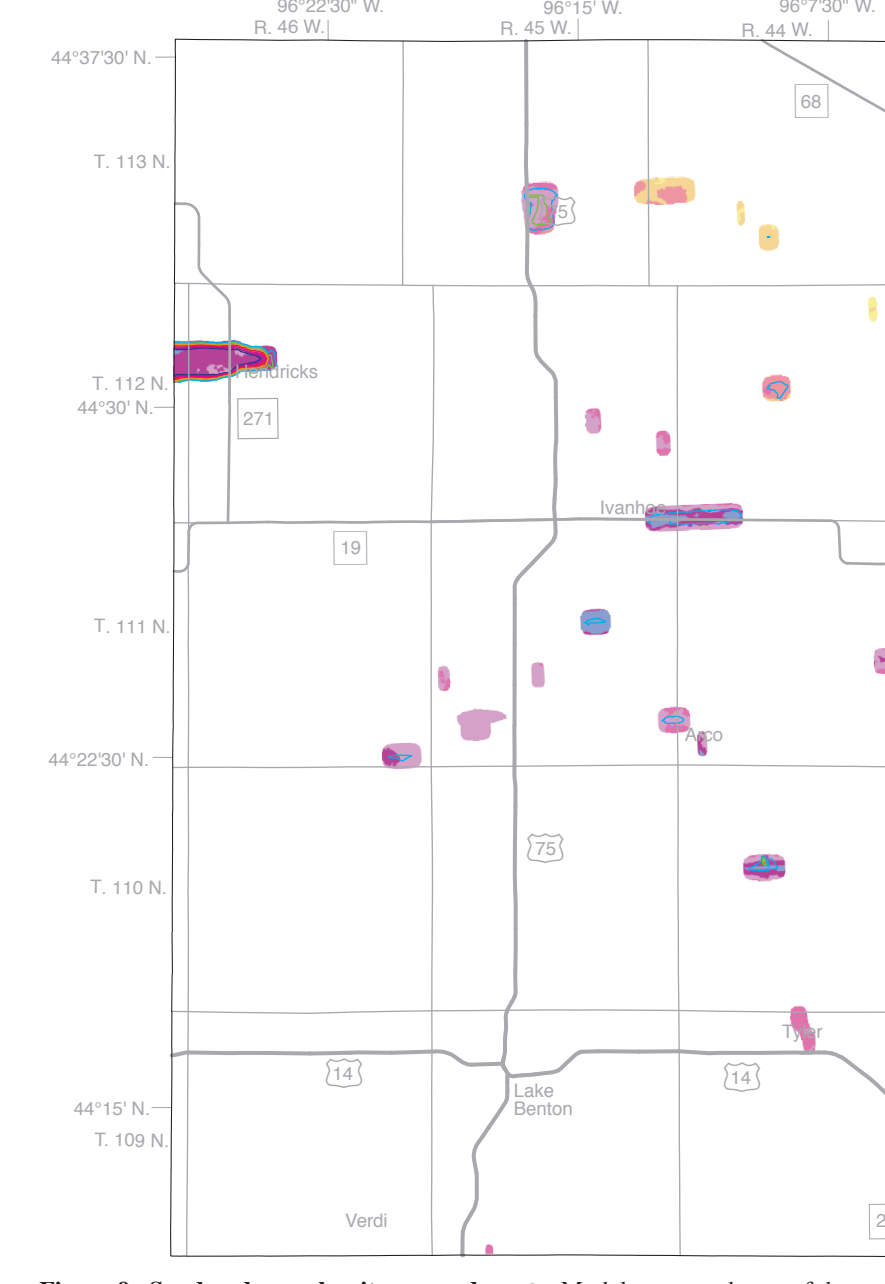 96°22'30" W.
96°15' W.
96°7'30" W.
R. 46 W.
R. 45 W.
R. 44 W.
44°37'30' N.
68
T. 113 N.
5
Hendricks
T. 112 N.
44°30' N.
271
Ivanhoe
19
T. 111 N.
Arco
44°22'30' N.
75
T. 110 N.
Tyler
14
14
Lake
Benton
44°15' N.
T. 109 N.
Verdi
2